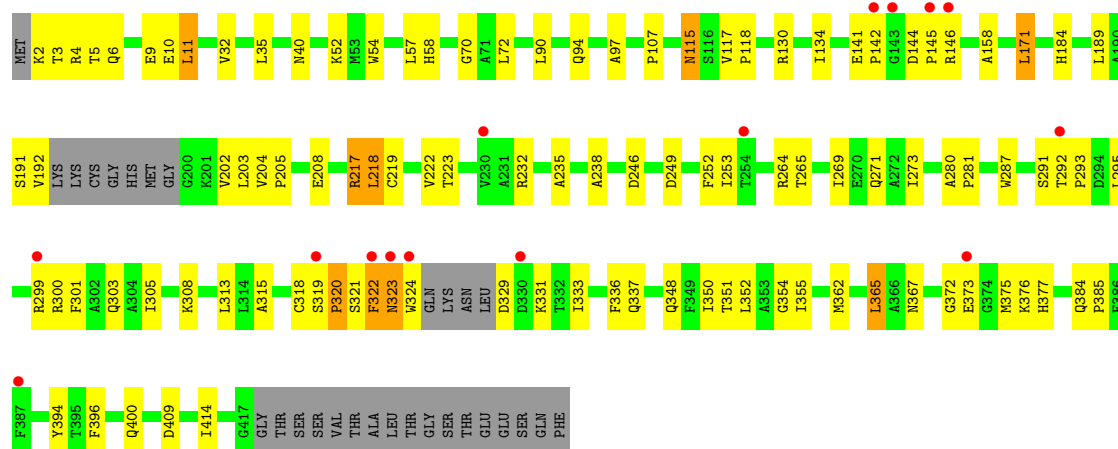 MET K2 T3 R4 T5 Q6 E9 E10 L11 V32 L35 N40 K52 M53 W54 L57 H58 G70 A71 L72 L90 Q94 A97 P107 N115 S116 V117 P118 R130 I134 E141 P142 G143 D144 P145 R146 A158 L171 H184 L189 A190
S191 V192 LYS LYS CYS GLY HIS MET GLY G200 K201 V202 L203 V204 P205 E208 R217 L218 C219 V222 T223 V230 A231 R232 A235 A238 D246 D249 F252 I253 T254 R264 T265 I269 E270 Q271 A272 I273 A280 P281 W287 S291 T292 P293 D294 L295
R299 R300 F301 A302 Q303 A304 I305 K308 L313 L314 A315 C318 S319 P320 S321 F322 N323 W324 GLN LYS ASN LEU D329 D330 K331 T332 I333 F336 Q337 Q348 F349 I350 T351 L352 A353 G354 I355 M362 L365 A366 N367 G372 E373 G374 M375 K376 H377 Q384 P385 E386
F387 Y394 T395 F396 Q400 D409 I414 G417 GLY THR SER SER VAL THR ALA LEU THR GLY SER THR GLU GLU SER GLN PHE